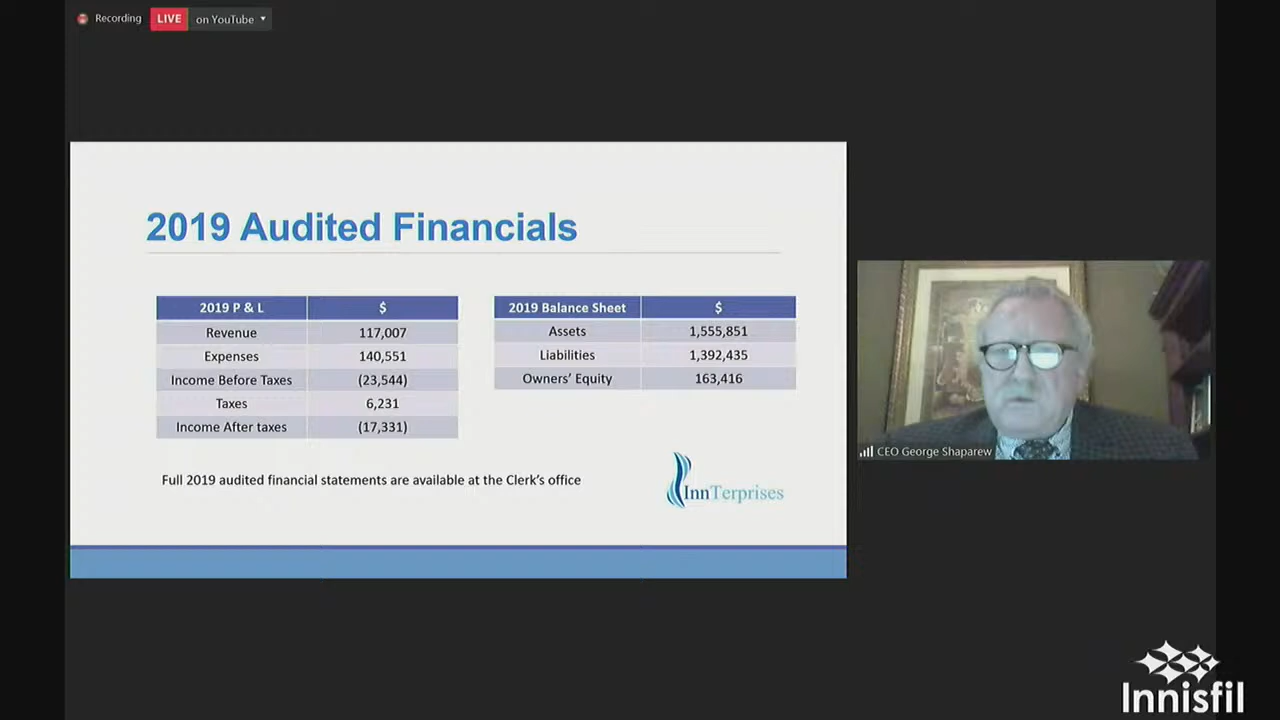 Recording LIVE on YouTube
2019 Audited Financials
2019 P & L $
Revenue 117,007
Expenses 140,551
Income Before Taxes (23,544)
Taxes 6,231
Income After taxes (17,331)
2019 Balance Sheet $
Assets 1,555,851
Liabilities 1,392,435
Owners' Equity 163,416
Full 2019 audited financial statements are available at the Clerk's office
InnTerprises
CEO George Shaparew
Innisfil